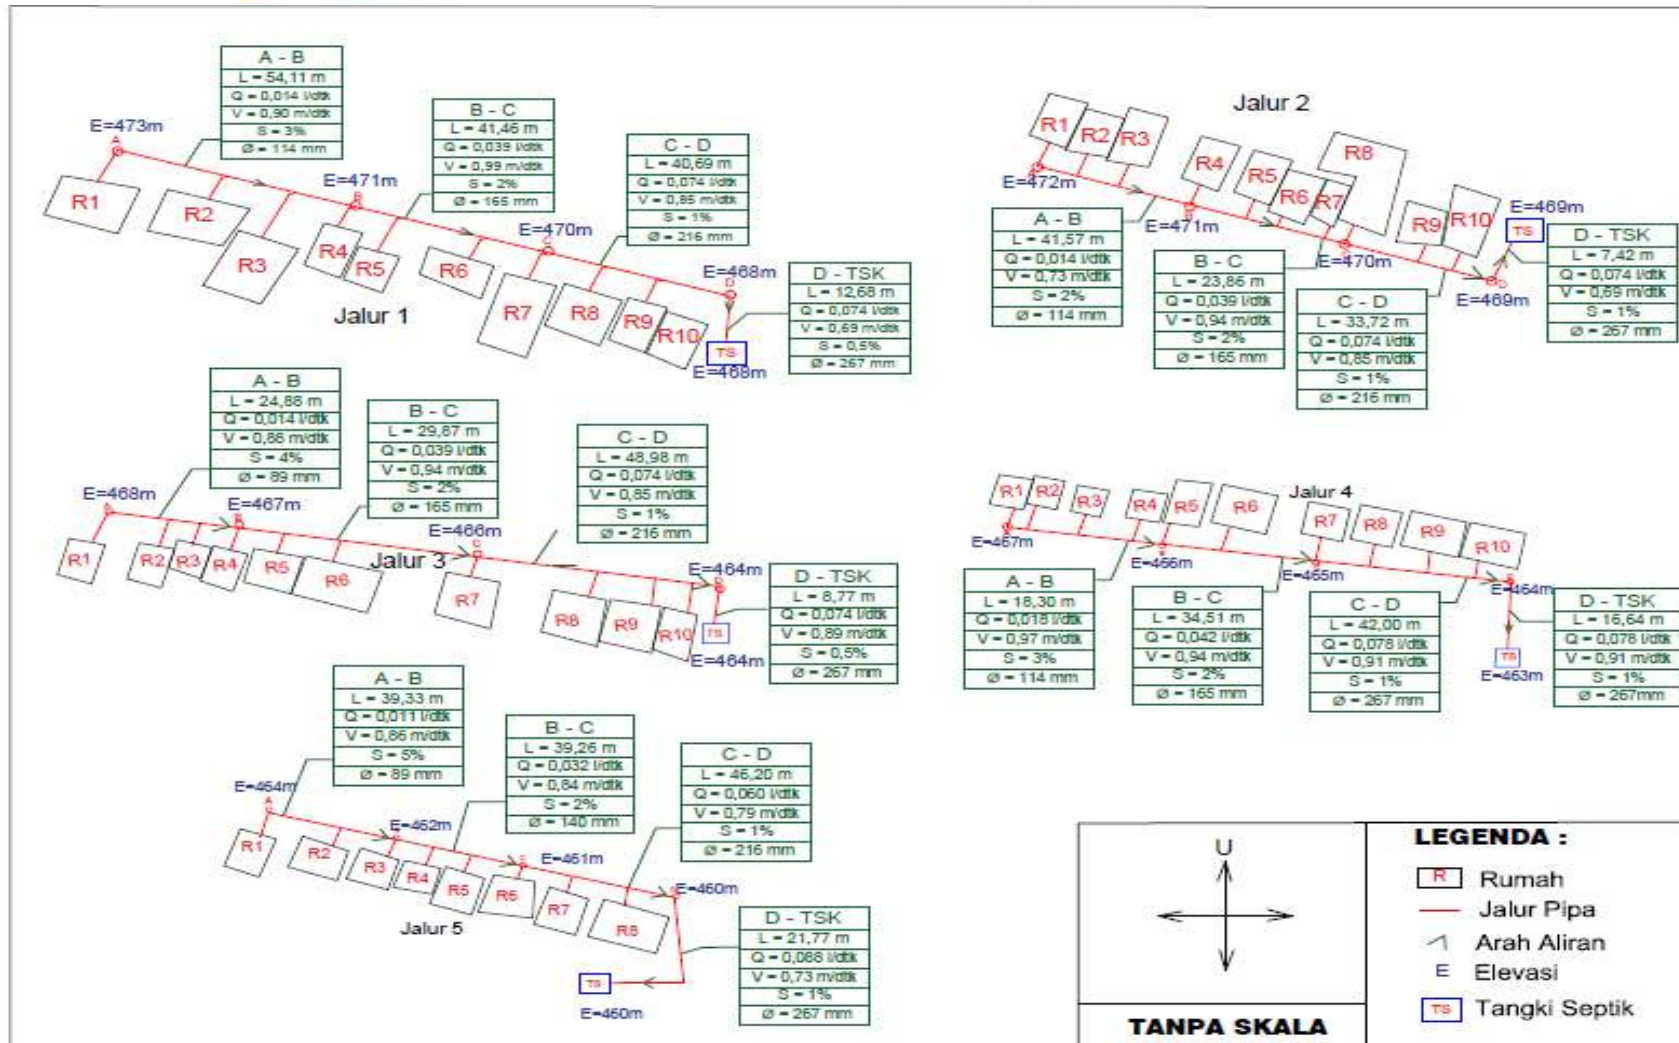 Jalur 1
A - B
L = 54,11 m
Q = 0,014 l/dtk
V = 0,90 m/dtk
S = 3%
Ø = 114 mm
B - C
L = 41,46 m
Q = 0,039 l/dtk
V = 0,99 m/dtk
S = 2%
Ø = 165 mm
C - D
L = 40,69 m
Q = 0,074 l/dtk
V = 0,85 m/dtk
S = 1%
Ø = 216 mm
D - TSK
L = 12,68 m
Q = 0,074 l/dtk
V = 0,69 m/dtk
S = 0,5%
Ø = 267 mm
E=473m
E=471m
E=470m
E=468m
E=468m
A
B
C
D
R1
R2
R3
R4
R5
R6
R7
R8
R9
R10
TS
Jalur 2
R1
R2
R3
R4
R5
R6
R7
R8
R9
R10
TS
E=472m
E=471m
E=470m
E=469m
E=469m
D
A - B
L = 41,57 m
Q = 0,014 l/dtk
V = 0,73 m/dtk
S = 2%
Ø = 114 mm
B - C
L = 23,86 m
Q = 0,039 l/dtk
V = 0,94 m/dtk
S = 2%
Ø = 165 mm
C - D
L = 33,72 m
Q = 0,074 l/dtk
V = 0,85 m/dtk
S = 1%
Ø = 216 mm
D - TSK
L = 7,42 m
Q = 0,074 l/dtk
V = 0,69 m/dtk
S = 1%
Ø = 267 mm
Jalur 3
A - B
L = 24,88 m
Q = 0,014 l/dtk
V = 0,88 m/dtk
S = 4%
Ø = 89 mm
B - C
L = 29,87 m
Q = 0,039 l/dtk
V = 0,94 m/dtk
S = 2%
Ø = 165 mm
C - D
L = 48,98 m
Q = 0,074 l/dtk
V = 0,85 m/dtk
S = 1%
Ø = 216 mm
D - TSK
L = 8,77 m
Q = 0,074 l/dtk
V = 0,89 m/dtk
S = 0,5%
Ø = 267 mm
E=468m
E=467m
E=466m
E=464m
E=464m
R1
R2
R3
R4
R5
R6
R7
R8
R9
R10
TS
Jalur 4
R1
R2
R3
R4
R5
R6
R7
R8
R9
R10
TS
E=467m
E=466m
E=465m
E=464m
E=463m
A - B
L = 18,30 m
Q = 0,018 l/dtk
V = 0,97 m/dtk
S = 3%
Ø = 114 mm
B - C
L = 34,51 m
Q = 0,042 l/dtk
V = 0,94 m/dtk
S = 2%
Ø = 165 mm
C - D
L = 42,00 m
Q = 0,078 l/dtk
V = 0,91 m/dtk
S = 1%
Ø = 267 mm
D - TSK
L = 16,64 m
Q = 0,078 l/dtk
V = 0,91 m/dtk
S = 1%
Ø = 267mm
Jalur 5
A - B
L = 39,33 m
Q = 0,011 l/dtk
V = 0,86 m/dtk
S = 5%
Ø = 89 mm
B - C
L = 39,26 m
Q = 0,032 l/dtk
V = 0,84 m/dtk
S = 2%
Ø = 140 mm
C - D
L = 46,20 m
Q = 0,060 l/dtk
V = 0,79 m/dtk
S = 1%
Ø = 216 mm
D - TSK
L = 21,77 m
Q = 0,088 l/dtk
V = 0,73 m/dtk
S = 1%
Ø = 267 mm
E=464m
E=462m
E=461m
E=460m
E=460m
R1
R2
R3
R4
R5
R6
R7
R8
TS
U
TANPA SKALA
LEGENDA :
R Rumah
Jalur Pipa
Arah Aliran
E Elevasi
TS Tangki Septik